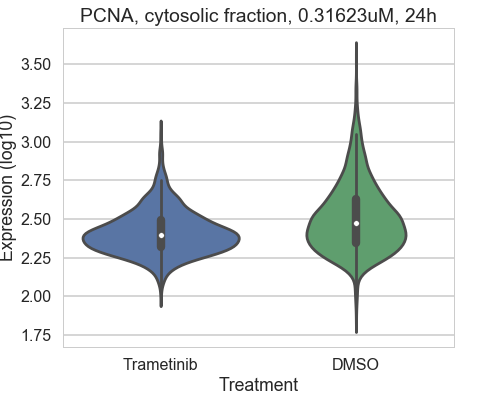 PCNA, cytosolic fraction, 0.31623uM, 24h
Expression (log10)
3.50
3.25
3.00
2.75
2.50
2.25
2.00
1.75
Trametinib DMSO
Treatment